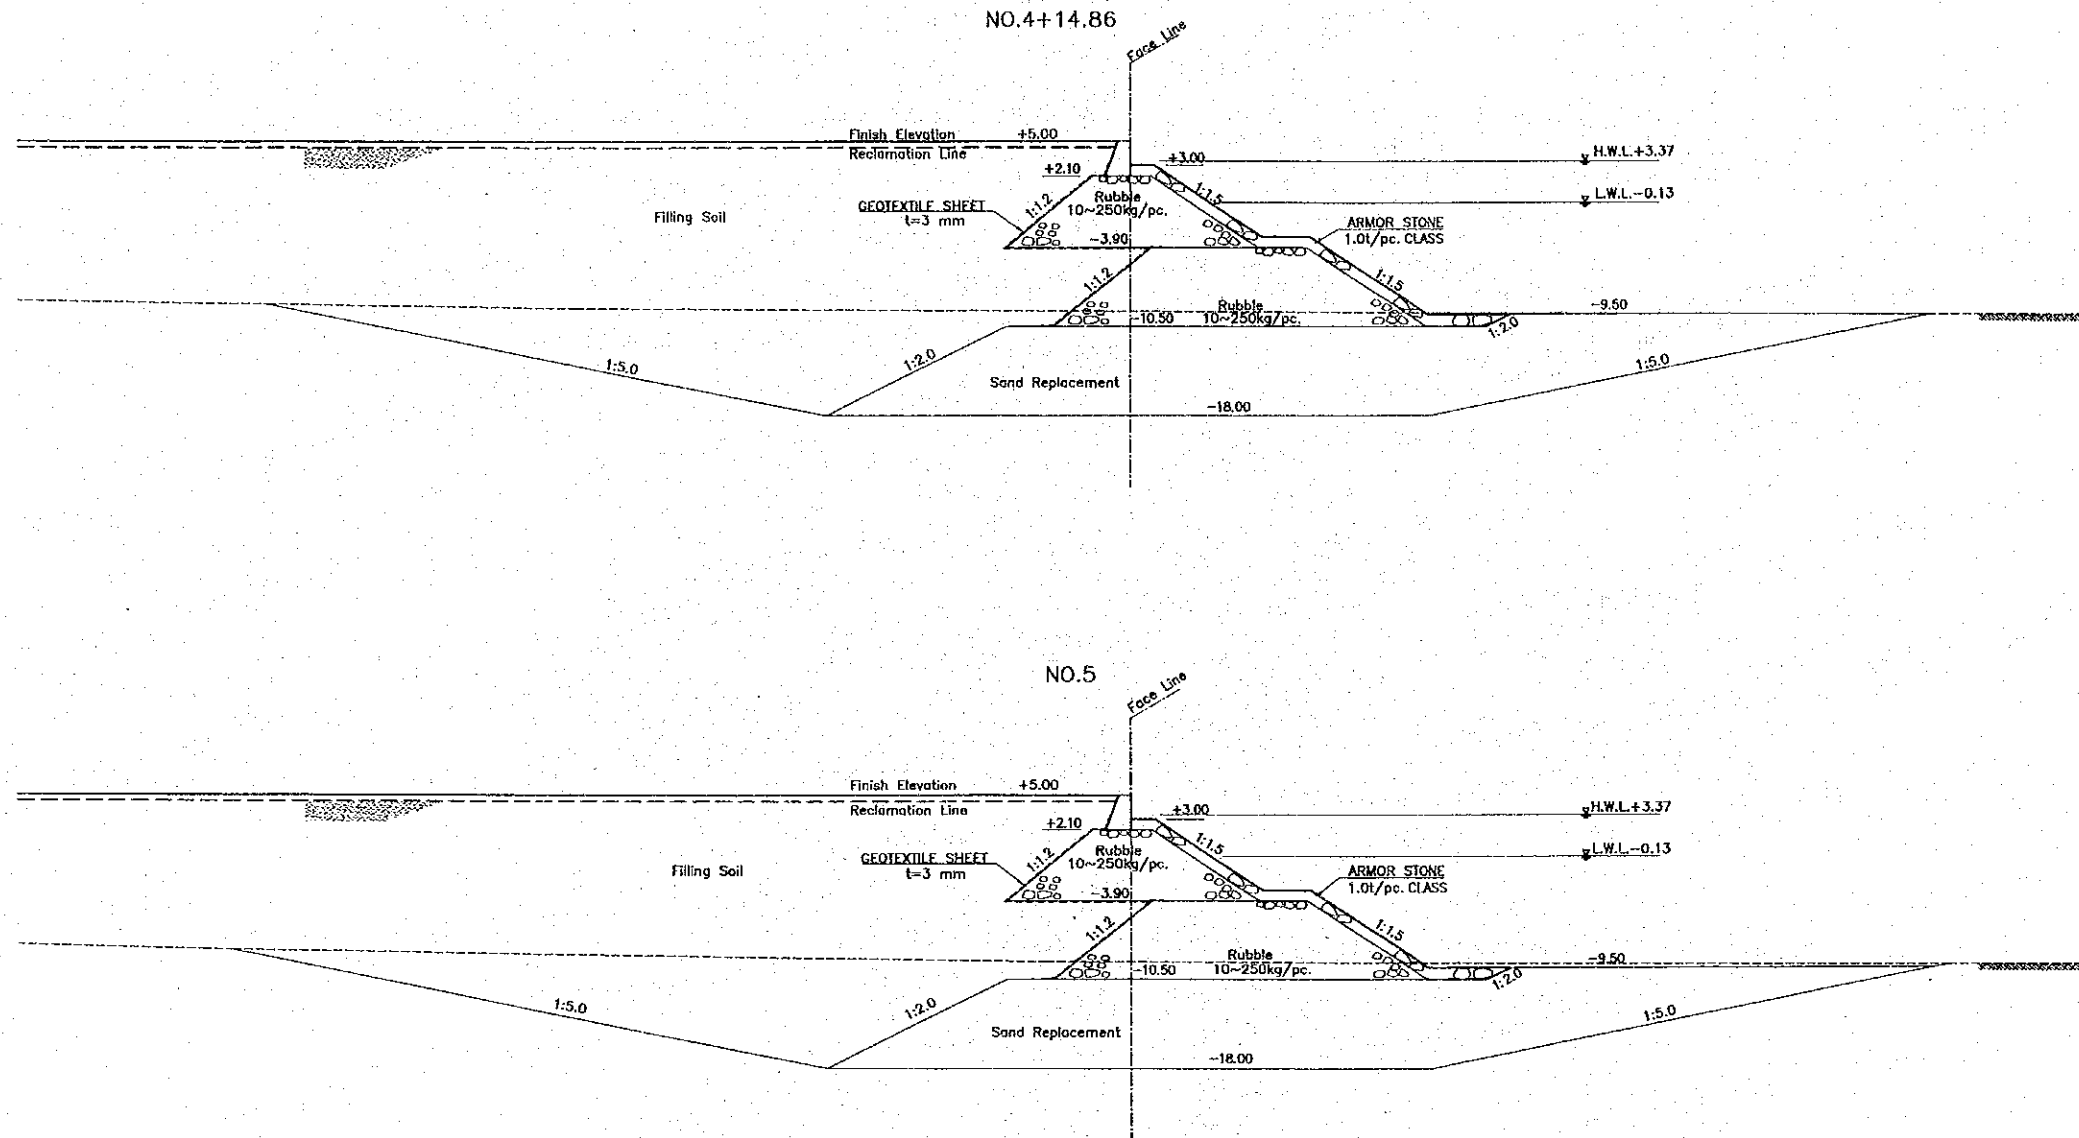 NO.4+14.86
Face Line
Finish Elevation +5.00
Reclamation Line
H.W.L.+3.37
+3.00
+2.10
L.W.L.-0.13
1:1.5
Rubble
10~250kg/pc.
1:1.2
GEOTEXTILE SHEET
t=3 mm
Filling Soil
ARMOR STONE
1.0t/pc. CLASS
-3.90
1:1.2
1:1.5
Rubble
10~250kg/pc.
-9.50
-10.50
1:2.0
1:5.0
1:2.0
1:5.0
Sand Replacement
-18.00
NO.5
Face Line
Finish Elevation +5.00
Reclamation Line
H.W.L.+3.37
+3.00
+2.10
L.W.L.-0.13
1:1.5
Rubble
10~250kg/pc.
1:1.2
GEOTEXTILE SHEET
t=3 mm
Filling Soil
ARMOR STONE
1.0t/pc. CLASS
-3.90
1:1.2
1:1.5
Rubble
10~250kg/pc.
-9.50
-10.50
1:2.0
1:5.0
1:2.0
1:5.0
Sand Replacement
-18.00